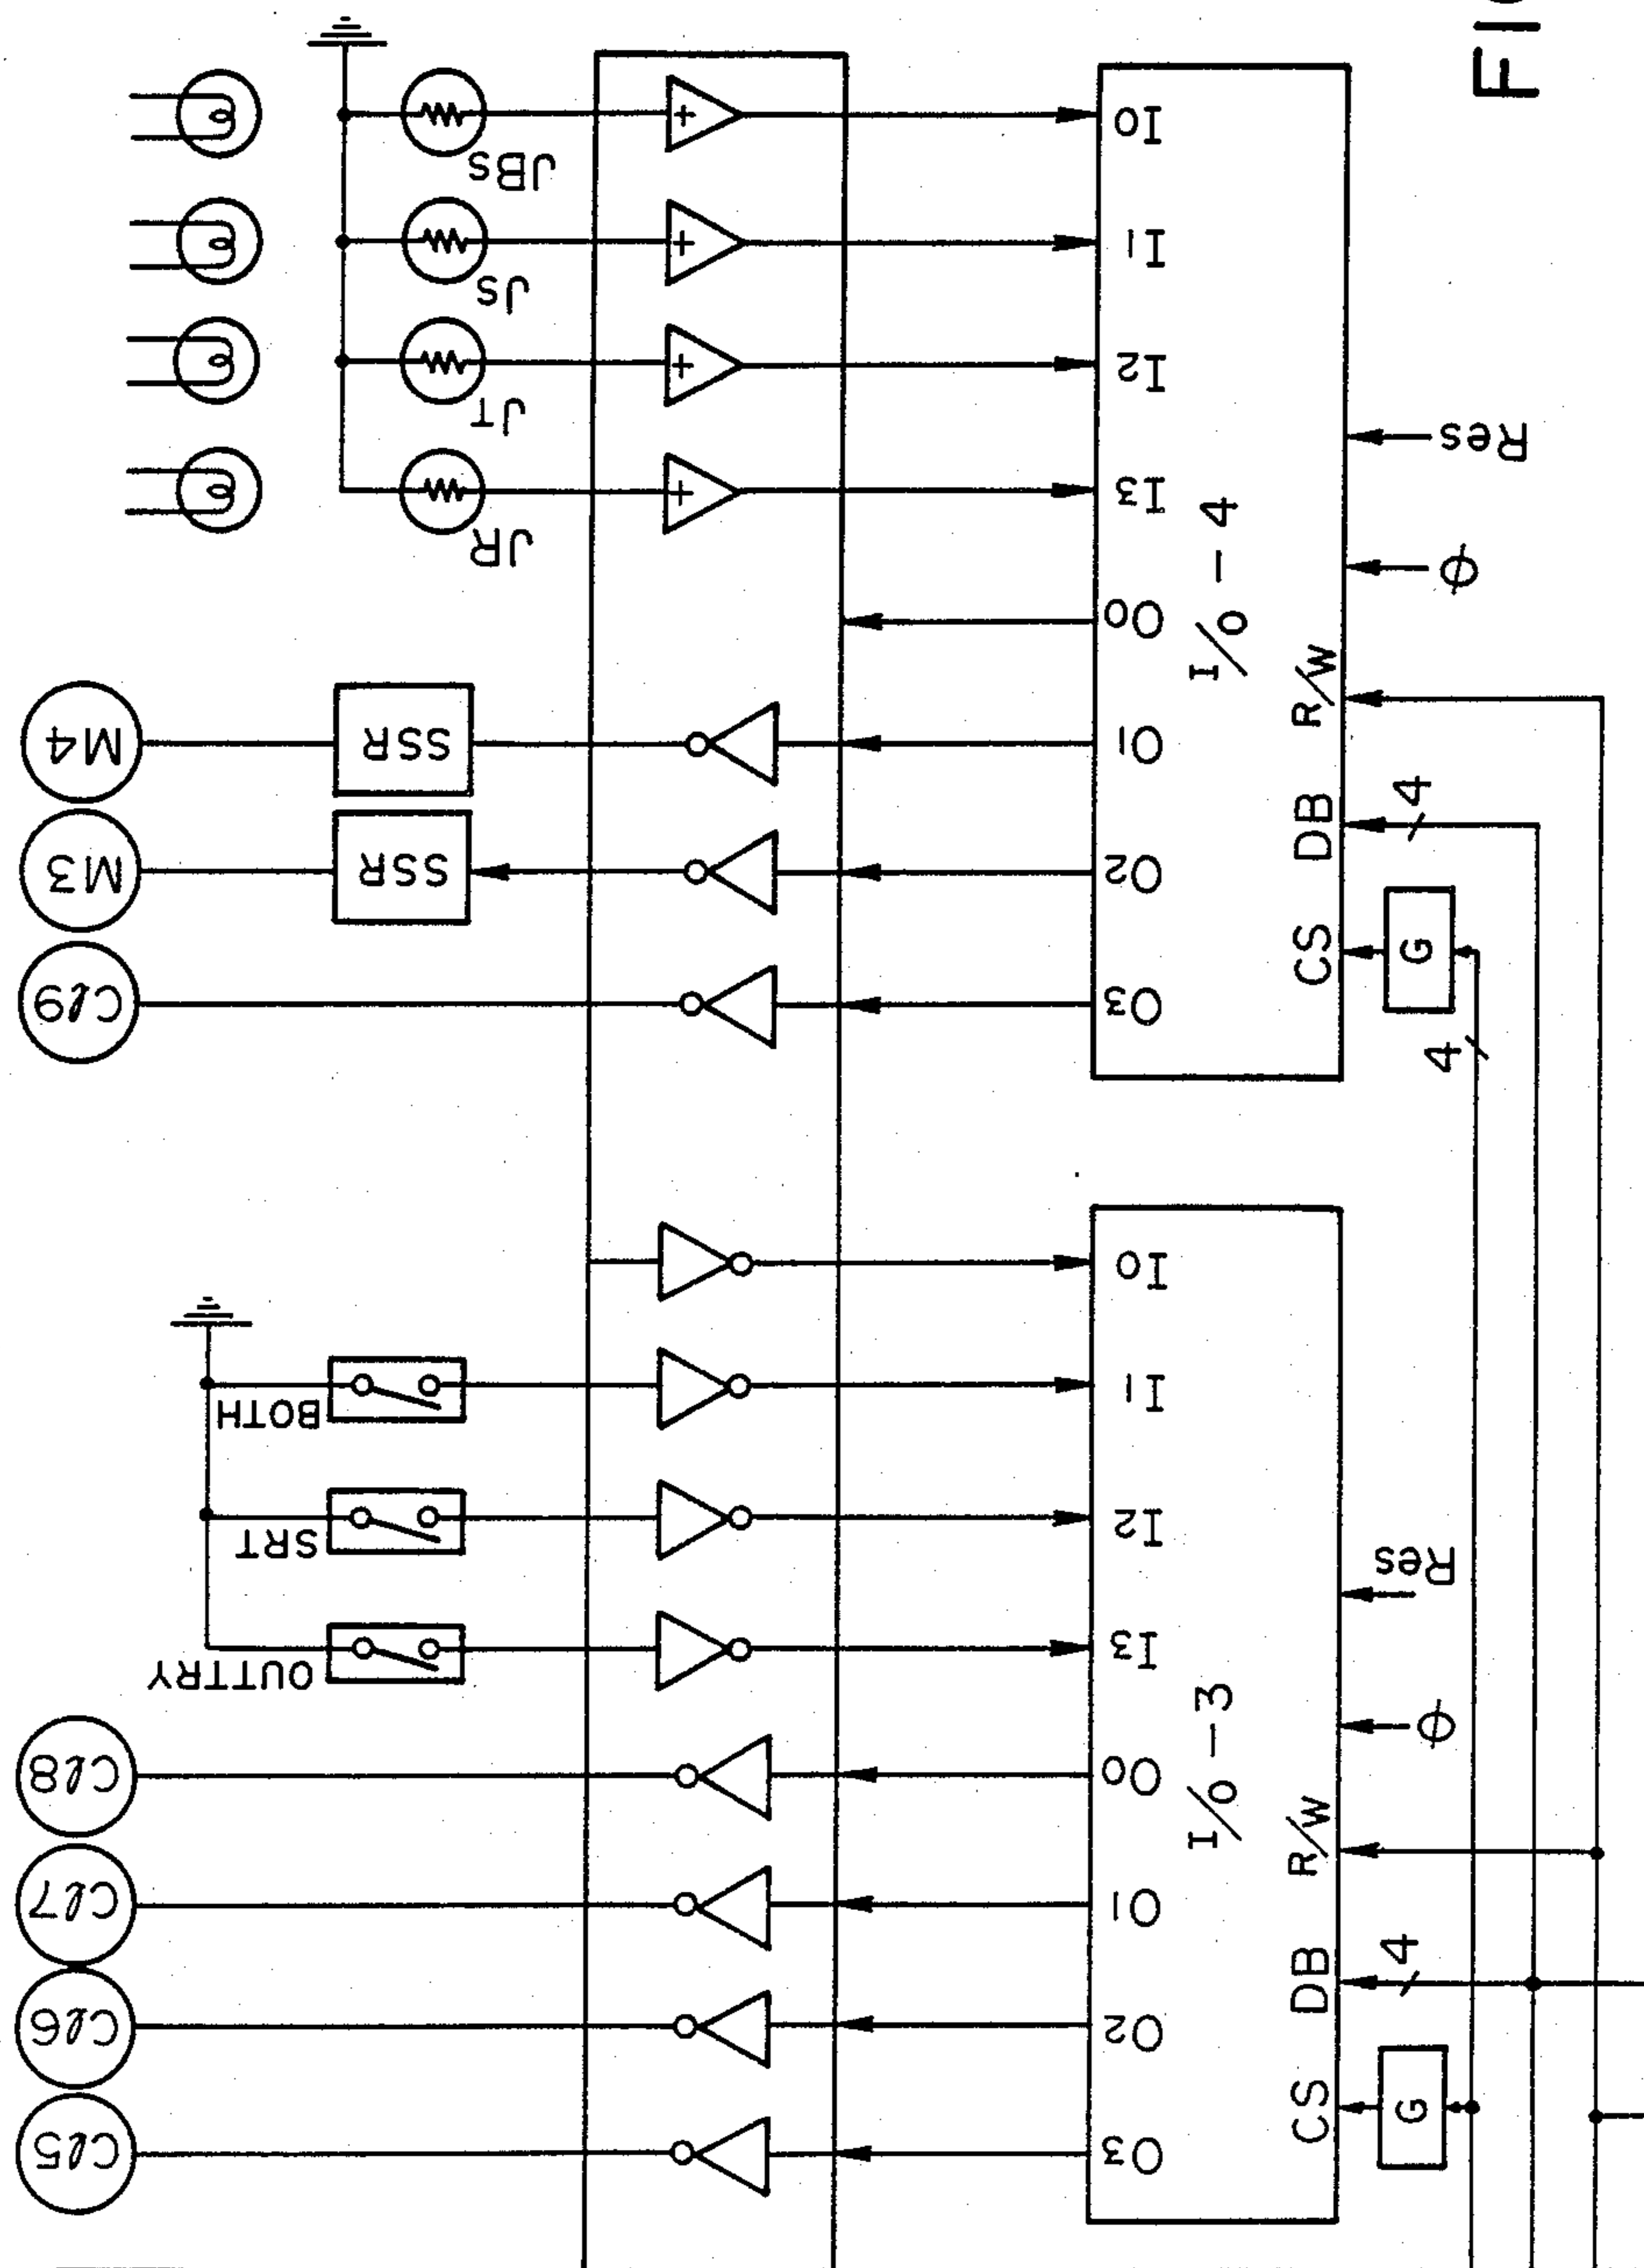 FIG
JBs
Js
JT
JR
M4
M3
Cl9
SSR
SSR
+
+
+
+
I0
I1
I2
I3
O0
O1
O2
O3
I/O-4
Res
φ
R/W
DB
4
CS
G
4
BOTH
SRT
OUTTRY
Cl8
Cl7
Cl6
Cl5
I0
I1
I2
I3
O0
O1
O2
O3
I/O-3
Res
φ
R/W
DB
4
CS
G